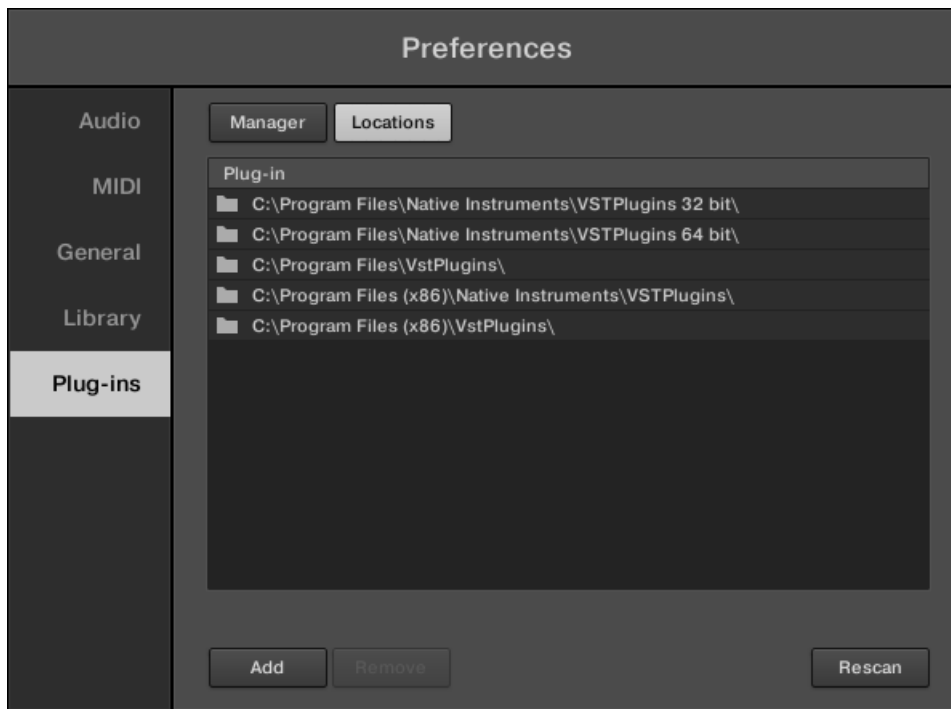 Preferences
Audio
MIDI
General
Library
Plug-ins
Manager Locations
Plug-in
C:\Program Files\Native Instruments\VSTPlugins 32 bit\
C:\Program Files\Native Instruments\VSTPlugins 64 bit\
C:\Program Files\VstPlugins\
C:\Program Files (x86)\Native Instruments\VSTPlugins\
C:\Program Files (x86)\VstPlugins\
Add Remove Rescan